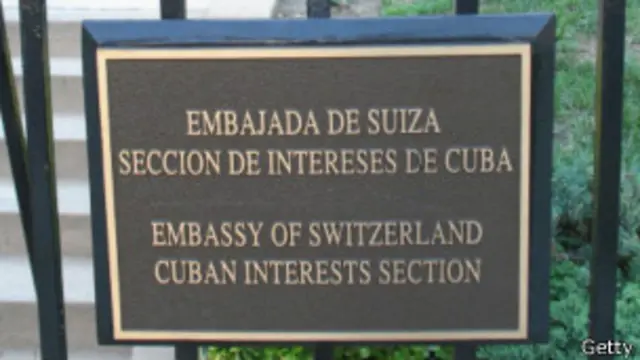 EMBAJADA DE SUIZA
SECCION DE INTERESES DE CUBA
EMBASSY OF SWITZERLAND
CUBAN INTERESTS SECTION
Getty